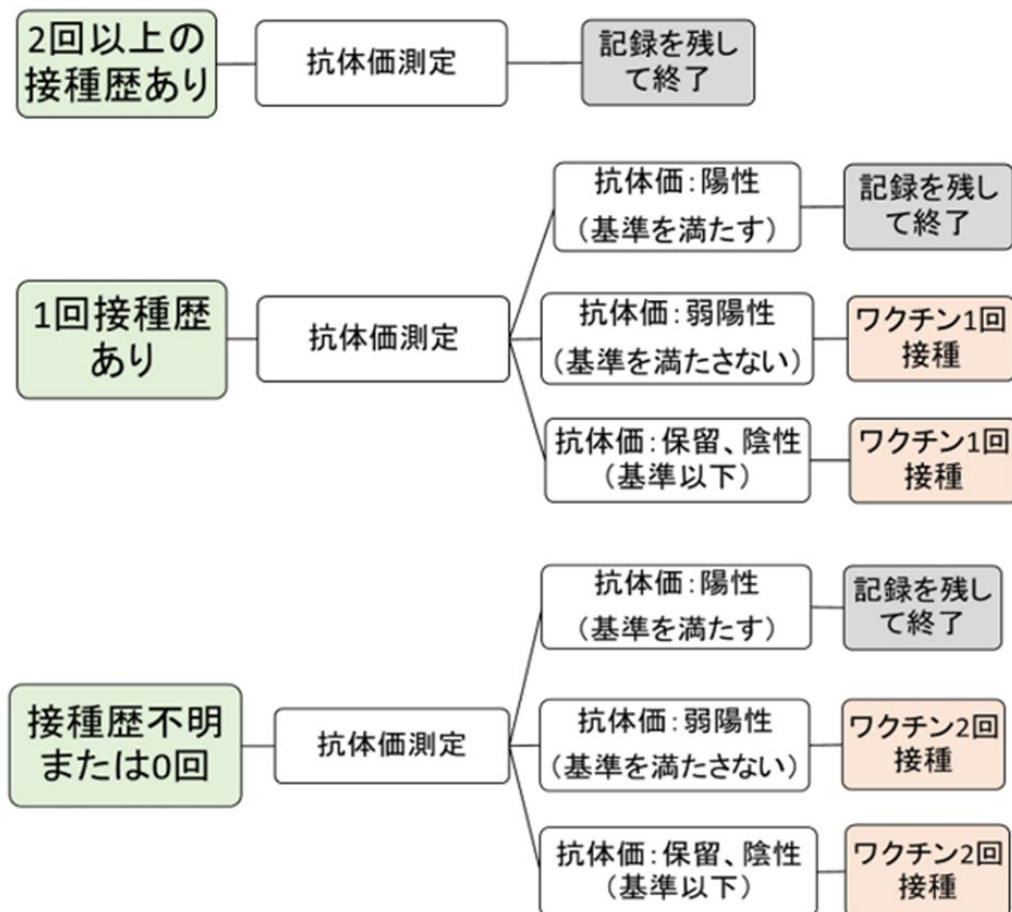 2回以上の
接種歴あり
抗体価測定
記録を残し
て終了
1回接種歴
あり
抗体価測定
抗体価：陽性
（基準を満たす）
記録を残し
て終了
抗体価：弱陽性
（基準を満たさない）
ワクチン1回
接種
抗体価：保留、陰性
（基準以下）
ワクチン1回
接種
接種歴不明
または0回
抗体価測定
抗体価：陽性
（基準を満たす）
記録を残し
て終了
抗体価：弱陽性
（基準を満たさない）
ワクチン2回
接種
抗体価：保留、陰性
（基準以下）
ワクチン2回
接種